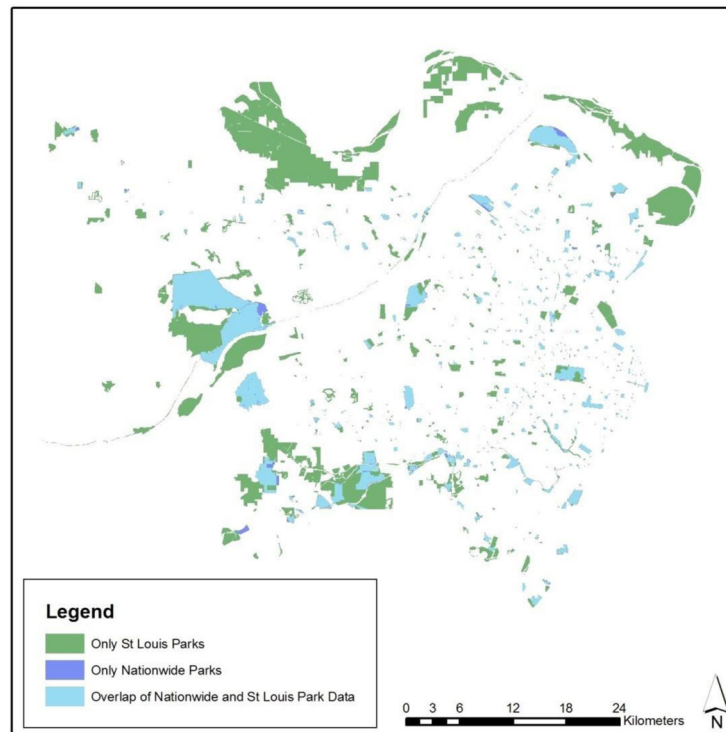 Legend
Only St Louis Parks
Only Nationwide Parks
Overlap of Nationwide and St Louis Park Data
0 3 6 12 18 24
Kilometers
N